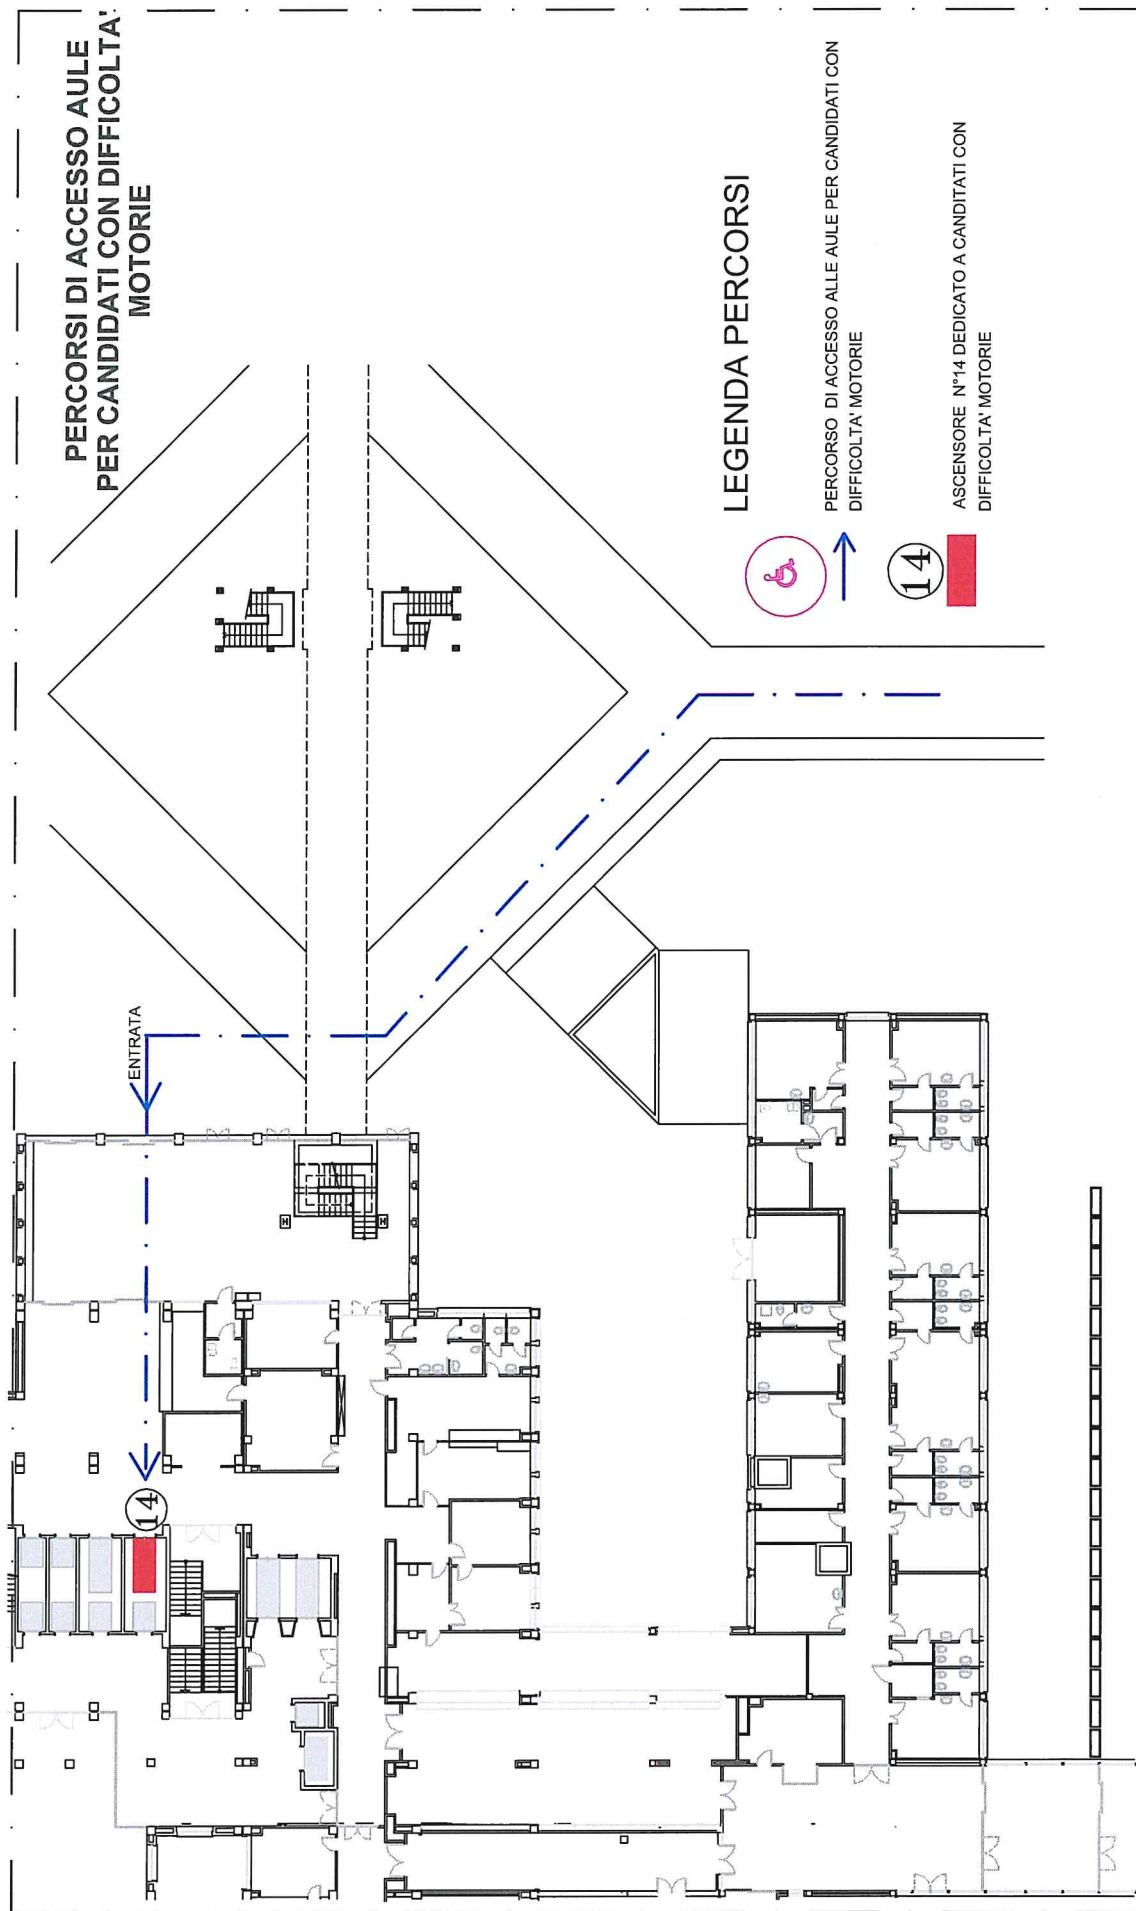 PERCORSI DI ACCESSO AULE
PER CANDIDATI CON DIFFICOLTA'
MOTORIE
ENTRATA
14
H
H
LEGENDA PERCORSI
PERCORSO DI ACCESSO ALLE AULE PER CANDIDATI CON
DIFFICOLTA' MOTORIE
14
ASCENSORE N°14 DEDICATO A CANDITATI CON
DIFFICOLTA' MOTORIE